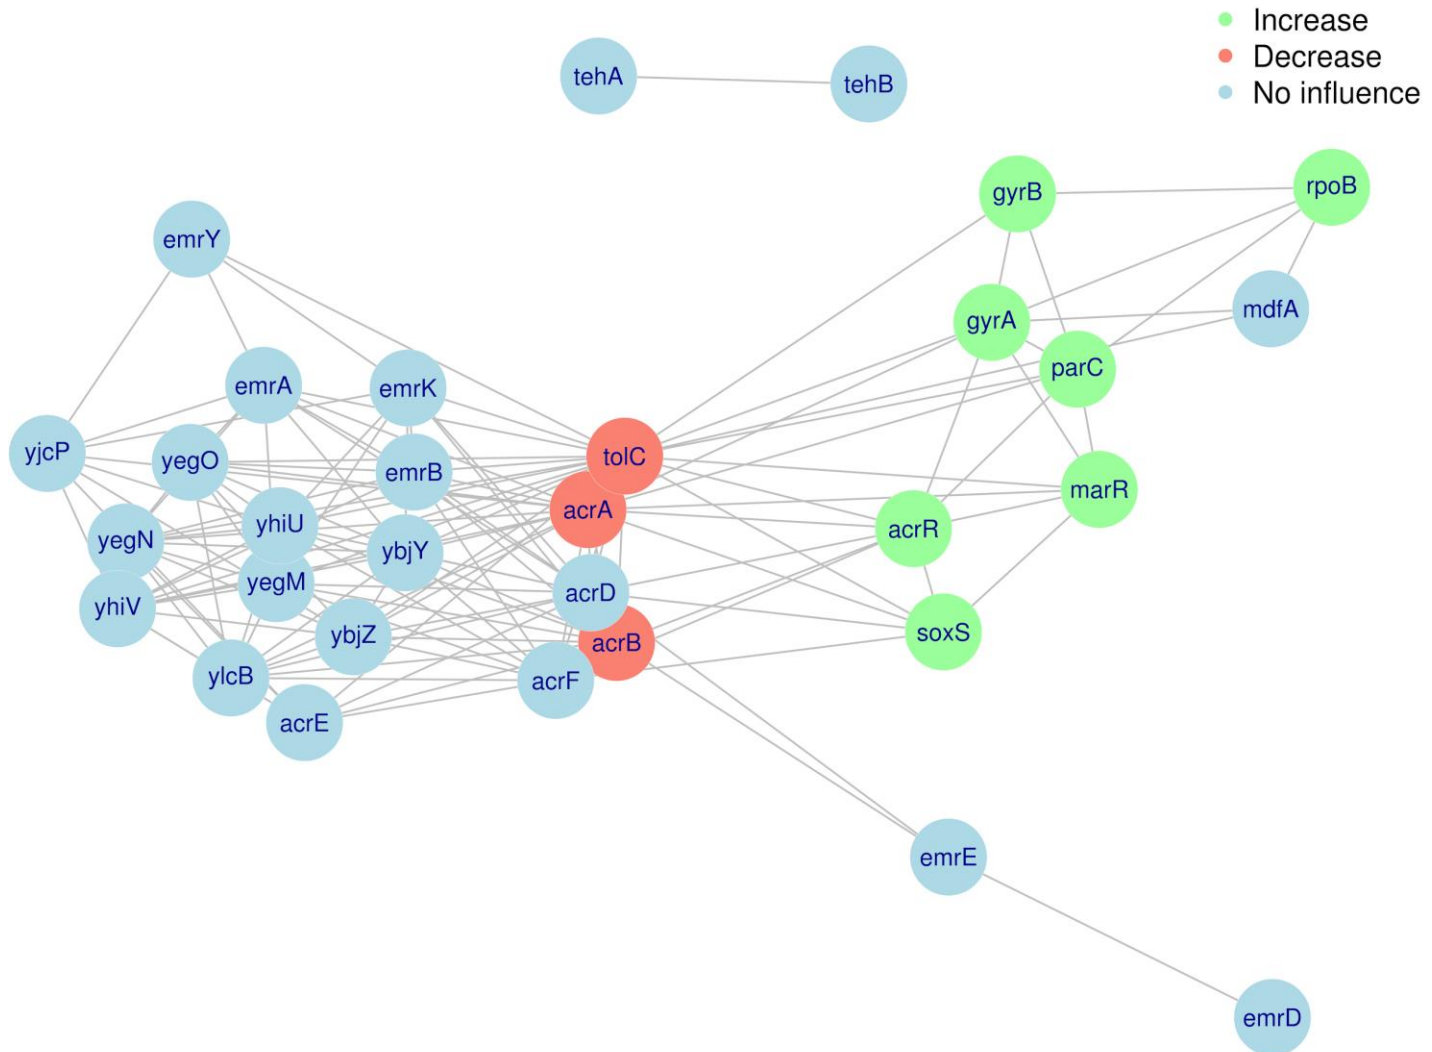 Increase
Decrease
No influence
tehA
tehB
gyrB
rpoB
emrY
mdfA
gyrA
parC
emrA
emrK
yjcP
yegO
emrB
tolC
marR
acrA
yhiU
acrR
yegN
ybjY
yegM
acrD
yhiV
ybjZ
acrB
soxS
ylcB
acrF
acrE
emrE
emrD